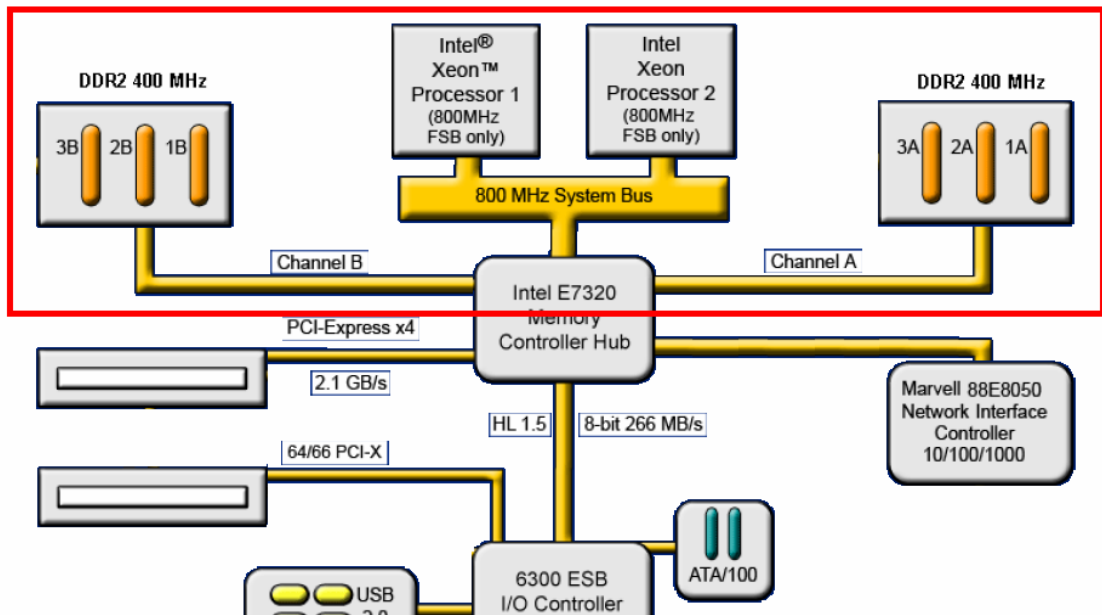 Intel®
Xeon™
Processor 1
(800MHz
FSB only)
Intel
Xeon
Processor 2
(800MHz
FSB only)
DDR2 400 MHz
3B 2B 1B
DDR2 400 MHz
3A 2A 1A
800 MHz System Bus
Channel B
Channel A
Intel E7320
Memory
Controller Hub
PCI-Express x4
2.1 GB/s
Marvell 88E8050
Network Interface
Controller
10/100/1000
HL 1.5
8-bit 266 MB/s
64/66 PCI-X
ATA/100
6300 ESB
I/O Controller
USB
2.0